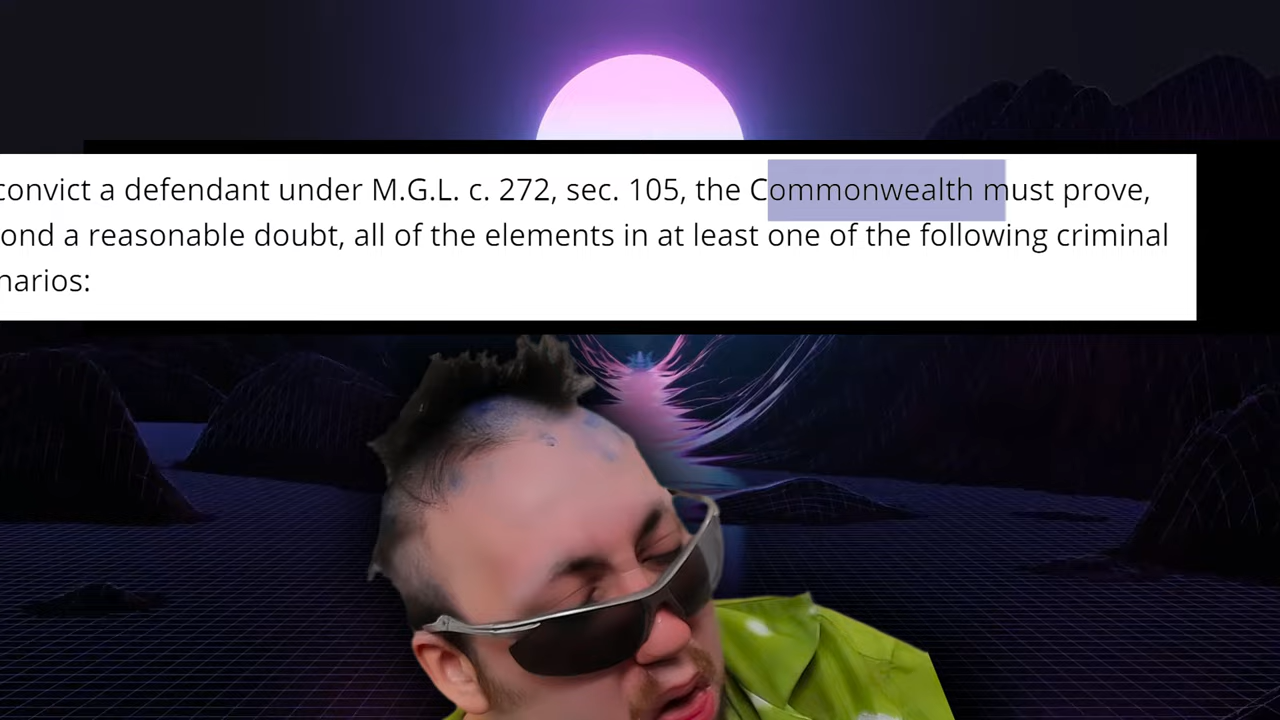 convict a defendant under M.G.L. c. 272, sec. 105, the Commonwealth must prove,
ond a reasonable doubt, all of the elements in at least one of the following criminal
narios: